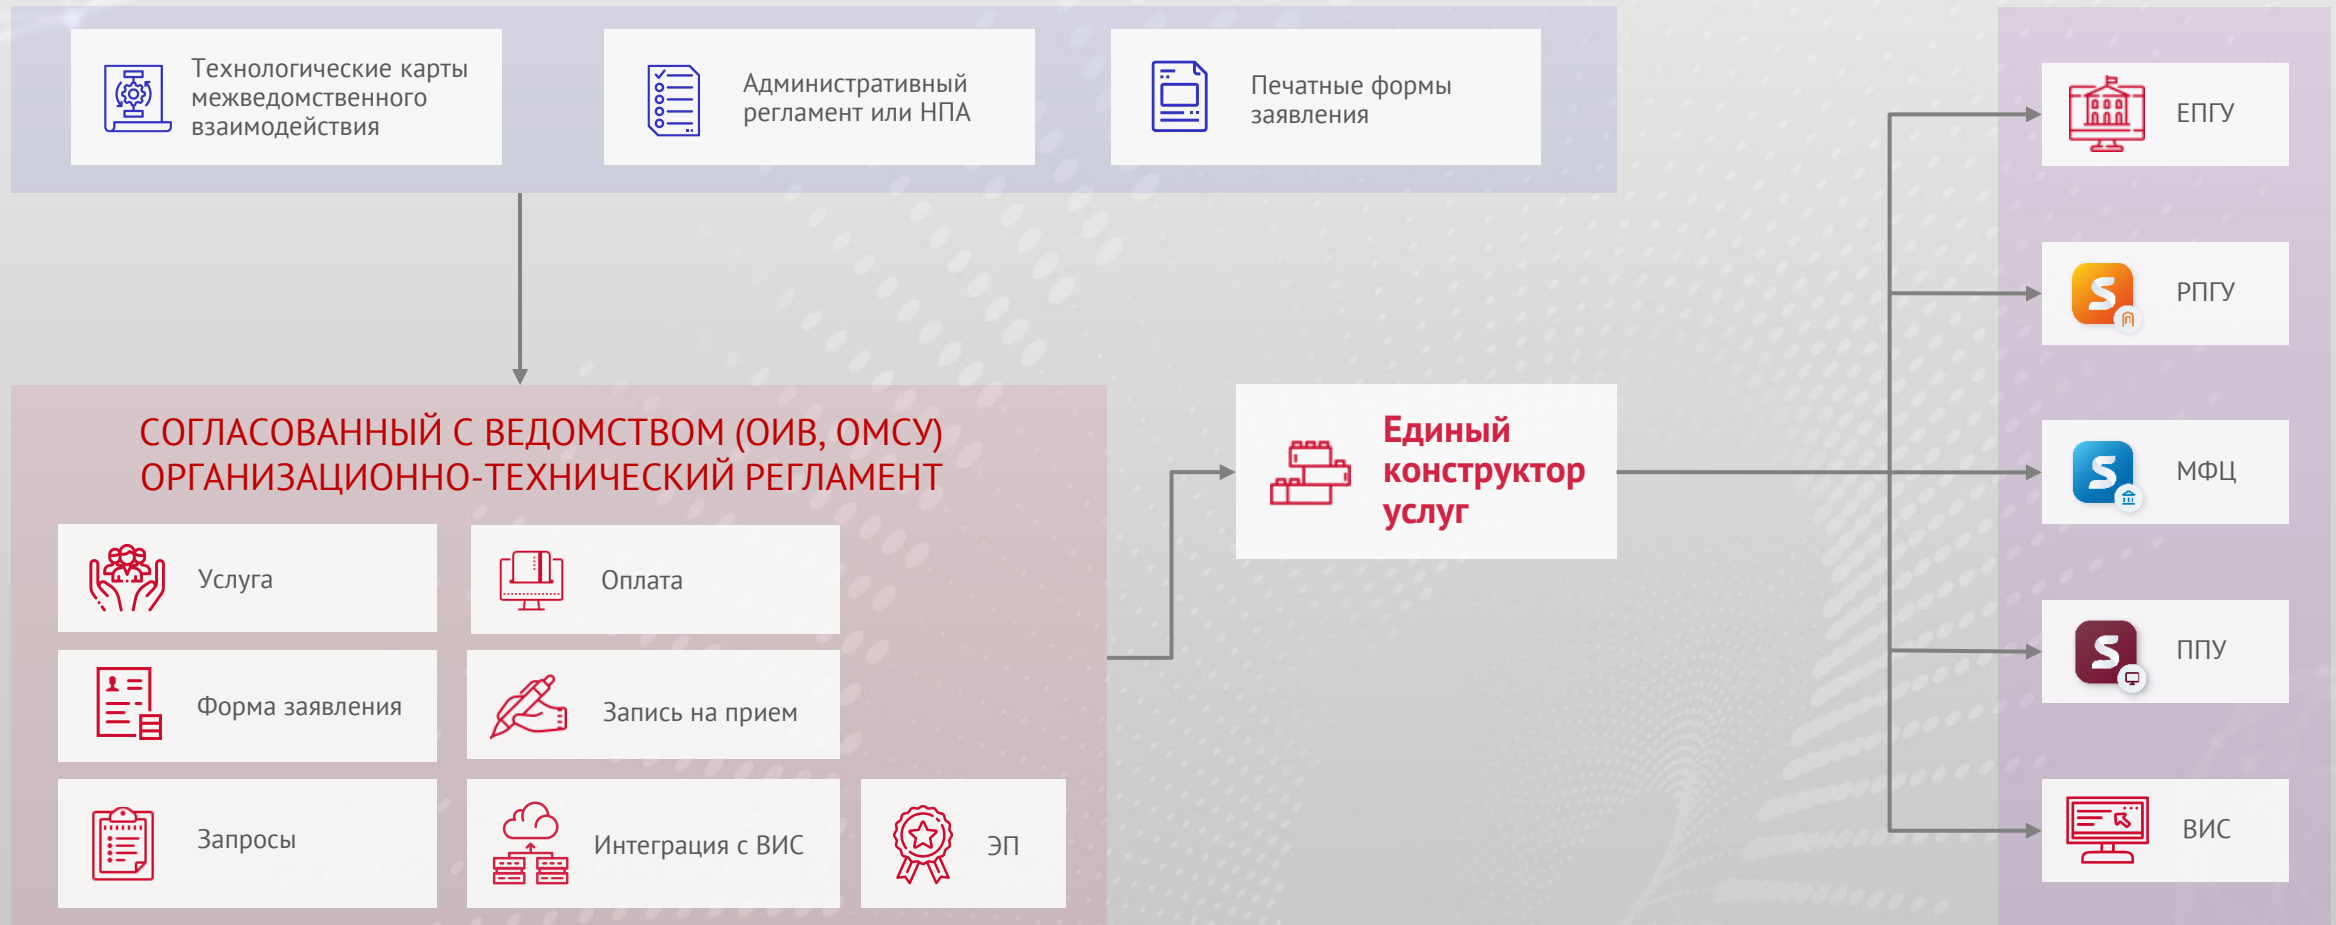 Технологические карты
межведомственного
взаимодействия
Административный
регламент или НПА
Печатные формы
заявления
СОГЛАСОВАННЫЙ С ВЕДОМСТВОМ (ОИВ, ОМСУ)
ОРГАНИЗАЦИОННО-ТЕХНИЧЕСКИЙ РЕГЛАМЕНТ
Услуга
Оплата
Форма заявления
Запись на прием
Запросы
Интеграция с ВИС
ЭП
Единый
конструктор
услуг
ЕПГУ
РПГУ
МФЦ
ППУ
ВИС